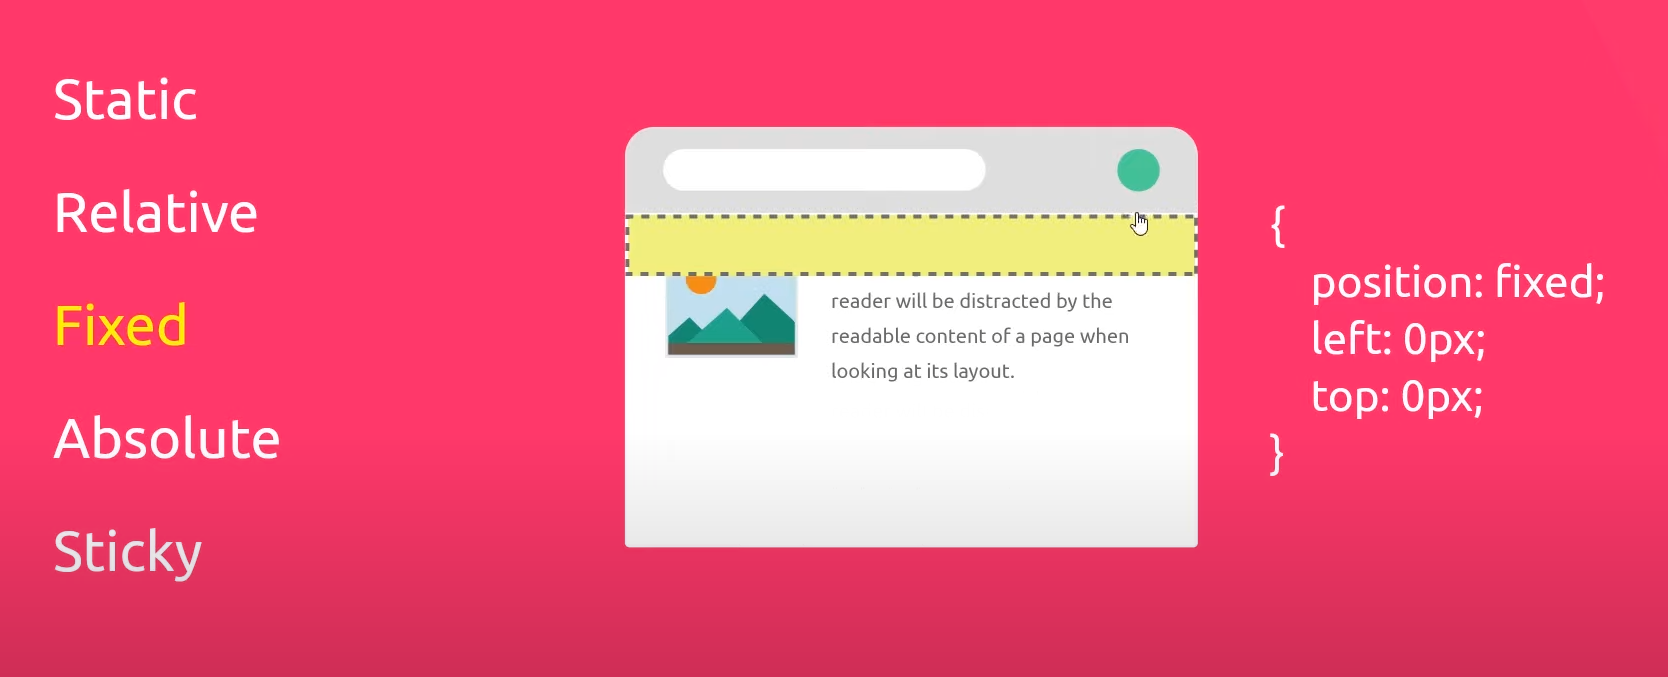 Static
Relative
Fixed
Absolute
Sticky
reader will be distracted by the
readable content of a page when
looking at its layout.
{
position: fixed;
left: 0px;
top: 0px;
}